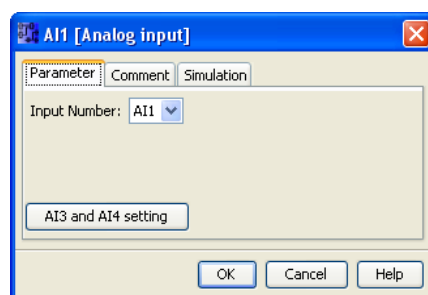 AI1 [Analog input]
Parameter Comment Simulation
Input Number: AI1
AI3 and AI4 setting
OK Cancel Help